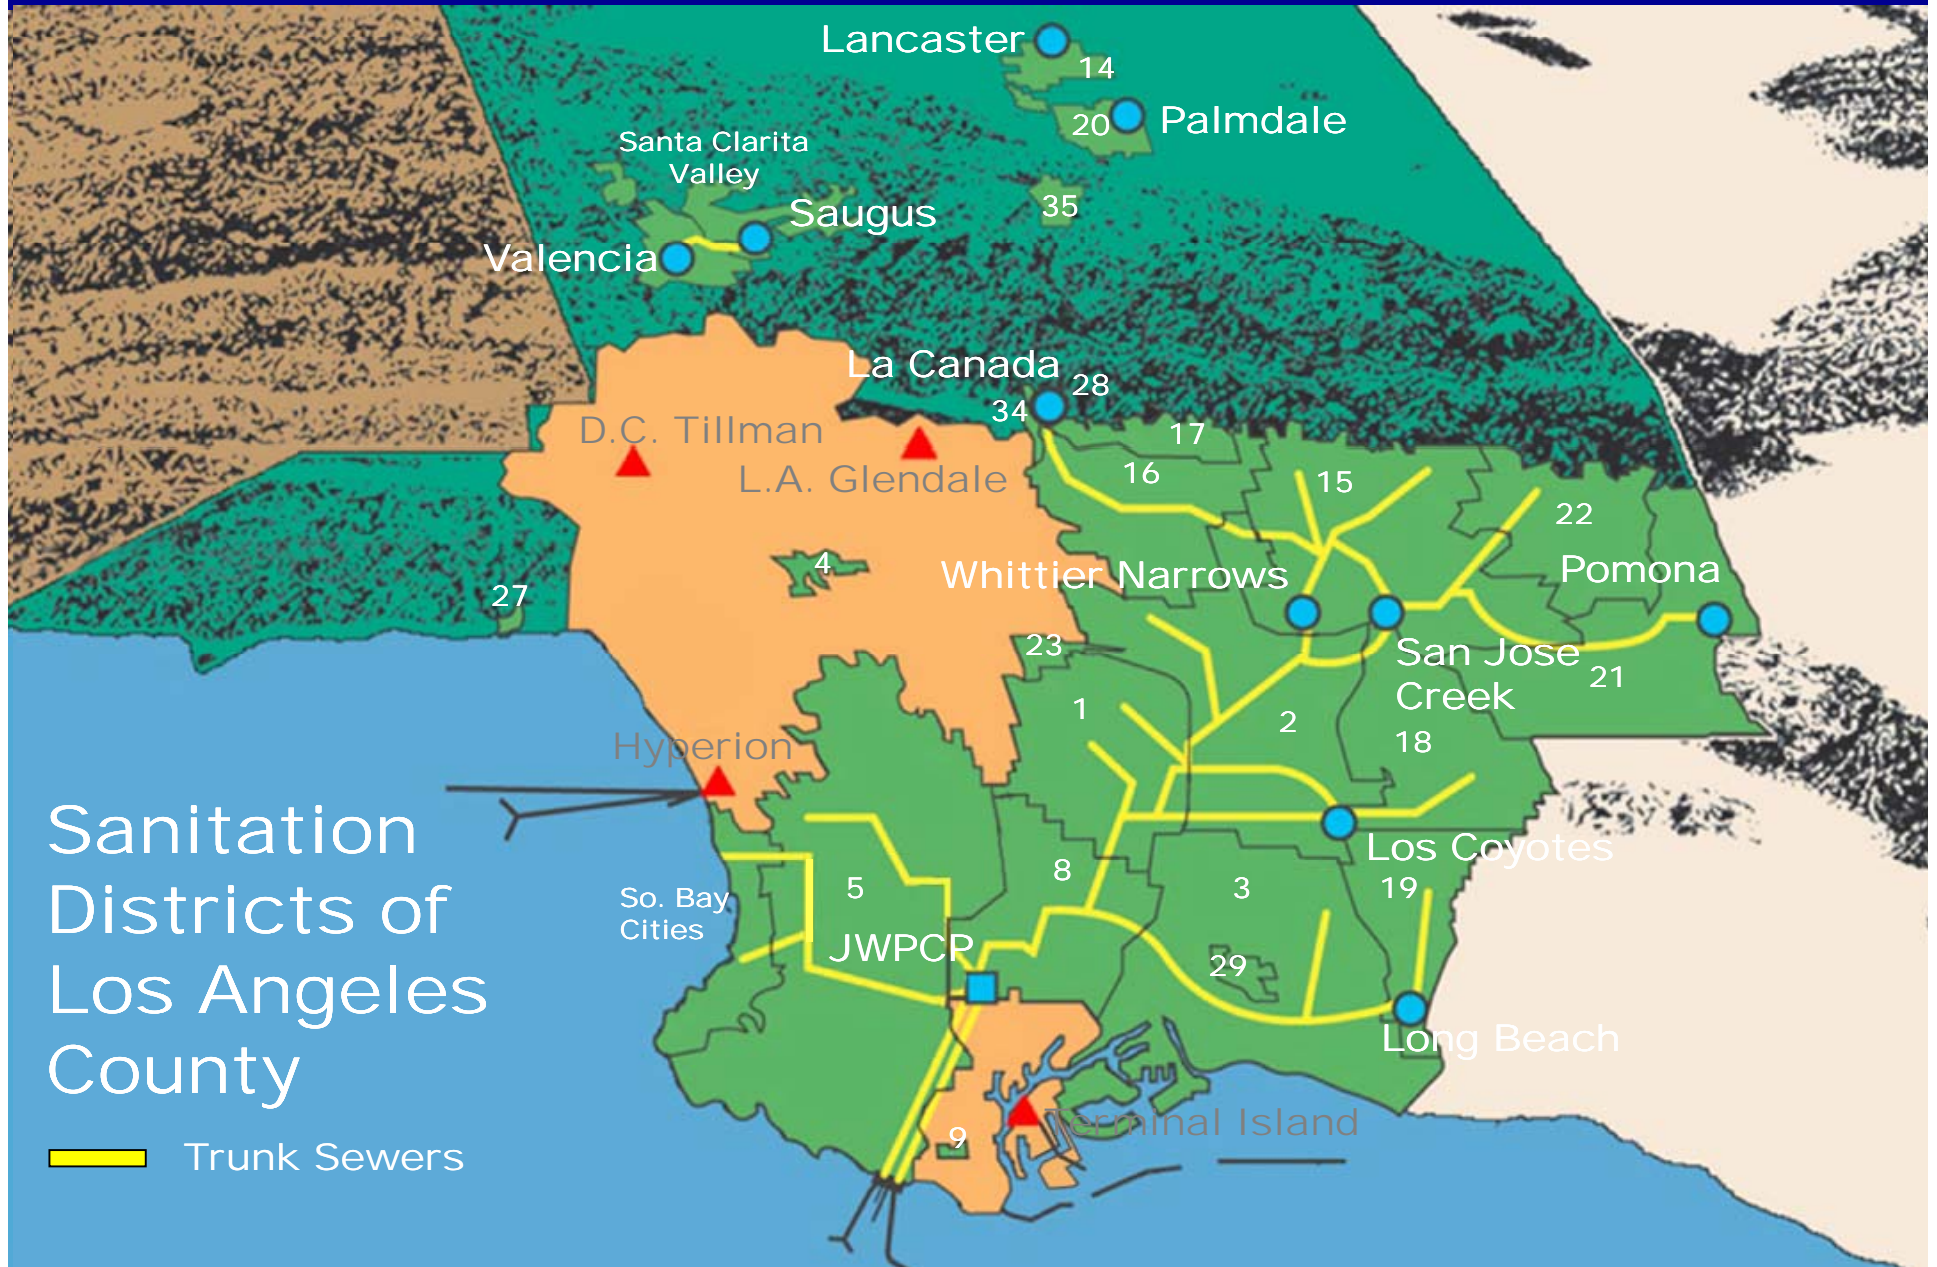 Lancaster
14
20
Palmdale
Santa Clarita
Valley
35
Saugus
Valencia
La Canada
28
34
D.C. Tillman
17
L.A. Glendale
16
15
22
4
Whittier Narrows
Pomona
27
23
San Jose
Creek
21
1
2
18
Hyperion
Sanitation
Districts of
Los Angeles
County
Los Coyotes
8
5
3
19
So. Bay
Cities
JWPCP
29
Long Beach
Terminal Island
9
Trunk Sewers